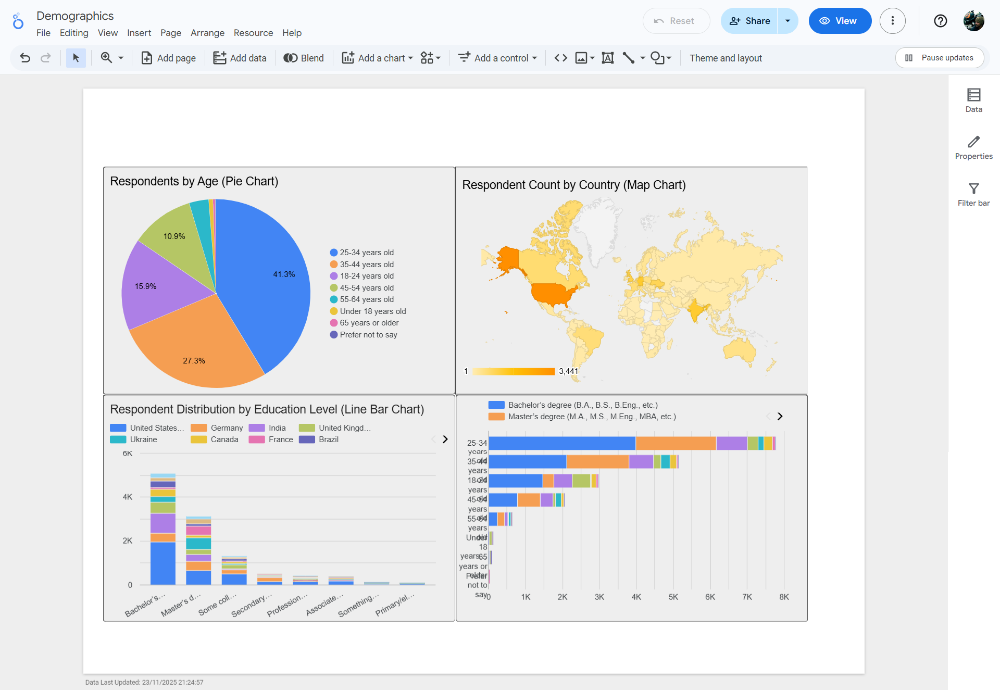 Demographics
File Editing View Insert Page Arrange Resource Help
Reset
Share
View
Add page
Add data
Blend
Add a chart
Add a control
Theme and layout
Pause updates
Data
Properties
Filter bar
Respondents by Age (Pie Chart)
10.9%
41.3%
15.9%
27.3%
25-34 years old
35-44 years old
18-24 years old
45-54 years old
55-64 years old
Under 18 years old
65 years or older
Prefer not to say
Respondent Count by Country (Map Chart)
1
3,441
Respondent Distribution by Education Level (Line Bar Chart)
United States... Germany India United Kingd...
Ukraine Canada France Brazil
6K
4K
2K
0
Bachelor's...
Master's d...
Some coll...
Secondary...
Profession...
Associate...
Something...
Primary/el...
Bachelor's degree (B.A., B.S., B.Eng., etc.)
Master's degree (M.A., M.S., M.Eng., MBA, etc.)
25-34
years
old
35-44
years
old
18-24
years
old
45-54
years
old
55-64
years
old
Under
18
years...
65
years or
older
Prefer
not to
say
0 1K 2K 3K 4K 5K 6K 7K 8K
Data Last Updated: 23/11/2025 21:24:57